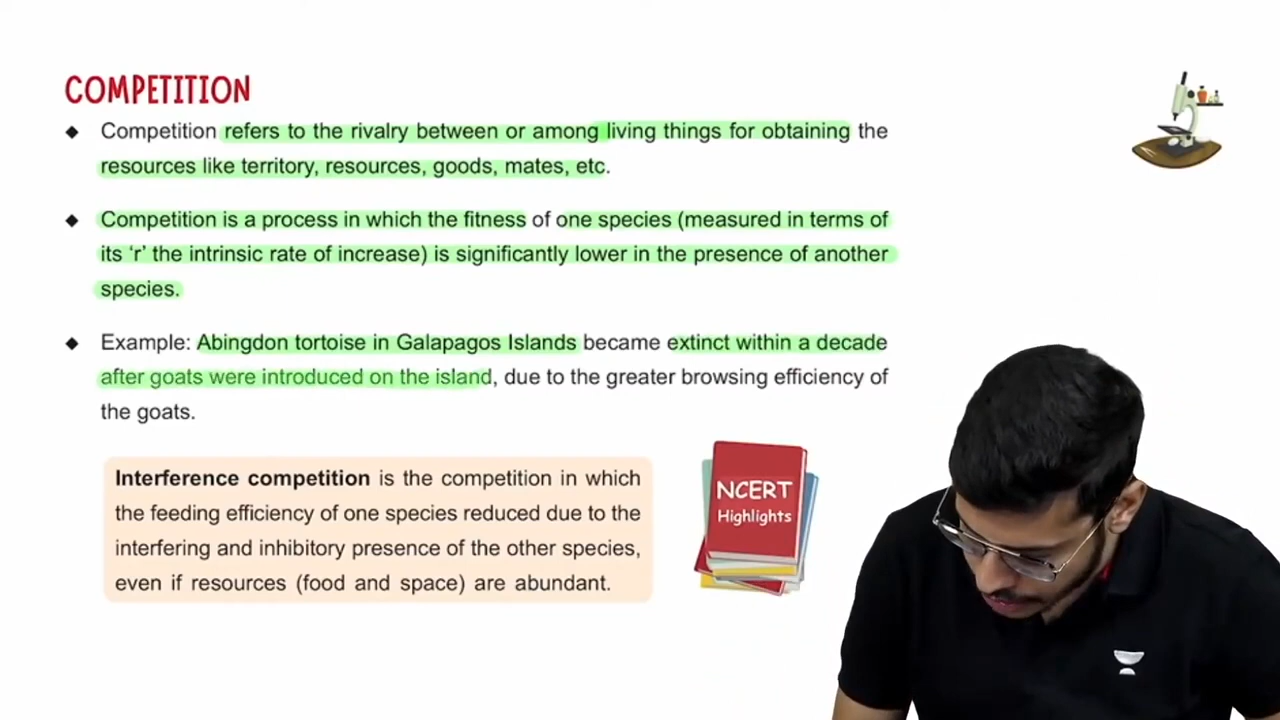 COMPETITION
◆ Competition refers to the rivalry between or among living things for obtaining the
resources like territory, resources, goods, mates, etc.
◆ Competition is a process in which the fitness of one species (measured in terms of
its ‘r’ the intrinsic rate of increase) is significantly lower in the presence of another
species.
◆ Example: Abingdon tortoise in Galapagos Islands became extinct within a decade
after goats were introduced on the island, due to the greater browsing efficiency of
the goats.
Interference competition is the competition in which
the feeding efficiency of one species reduced due to the
interfering and inhibitory presence of the other species,
even if resources (food and space) are abundant.
NCERT
Highlights